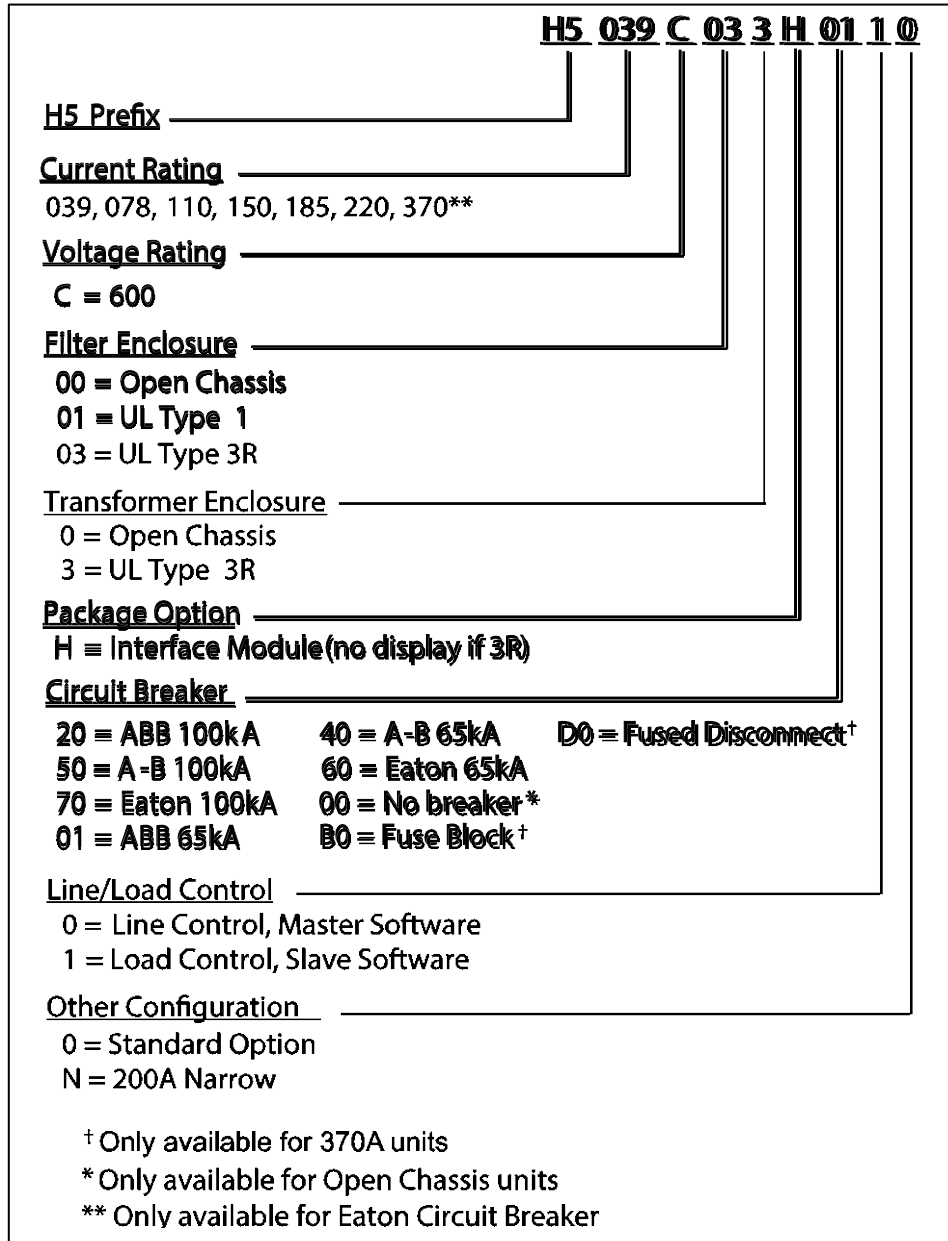 H5 039 C 03 3 H 01 1 0
H5 Prefix
Current Rating
039, 078, 110, 150, 185, 220, 370**
Voltage Rating
C = 600
Filter Enclosure
00 = Open Chassis
01 = UL Type 1
03 = UL Type 3R
Transformer Enclosure
0 = Open Chassis
3 = UL Type 3R
Package Option
H = Interface Module(no display if 3R)
Circuit Breaker
20 = ABB 100kA 40 = A-B 65kA D0 = Fused Disconnect†
50 = A-B 100kA 60 = Eaton 65kA
70 = Eaton 100kA 00 = No breaker*
01 = ABB 65kA B0 = Fuse Block†
Line/Load Control
0 = Line Control, Master Software
1 = Load Control, Slave Software
Other Configuration
0 = Standard Option
N = 200A Narrow
† Only available for 370A units
* Only available for Open Chassis units
** Only available for Eaton Circuit Breaker